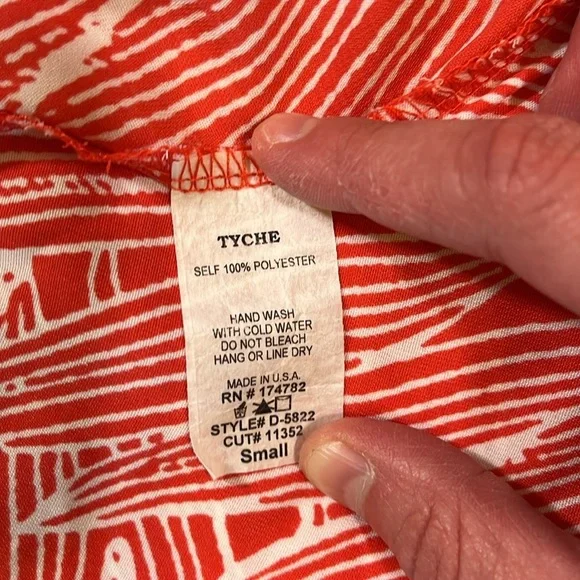 TYCHE
SELF 100% POLYESTER
HAND WASH
WITH COLD WATER
DO NOT BLEACH
HANG OR LINE DRY
MADE IN U.S.A.
RN # 174782
STYLE# D-5822
CUT# 11352
Small